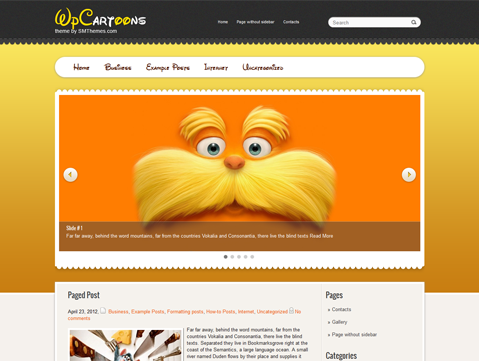 WpCartoons
theme by SMThemes.com
Home Page without sidebar Contacts
Search
Home Business Example Posts Internet Uncategorized
Slide #1
Far far away, behind the word mountains, far from the countries Vokalia and Consonantia, there live the blind texts Read More
Paged Post
April 23, 2012, Business, Example Posts, Formatting posts, How-to Posts, Internet, Uncategorized No
comments
Far far away, behind the word mountains, far from the
countries Vokalia and Consonantia, there live the blind
texts. Separated they live in Bookmarksgrove right at the
coast of the Semantics, a large language ocean. A small
river named Duden flows by their place and supplies it
Pages
Contacts
Gallery
Page without sidebar
Categories